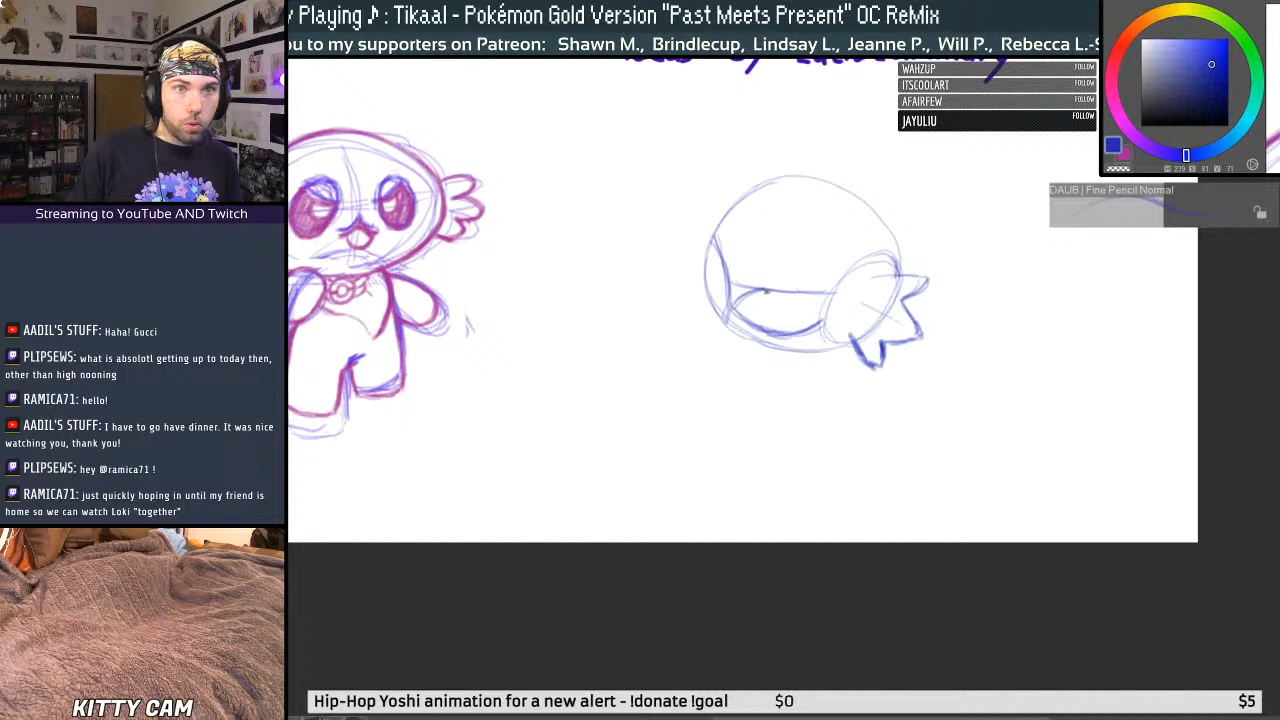 y Playing ♪ : Tikaal - Pokémon Gold Version "Past Meets Present" OC ReMix
ou to my supporters on Patreon: Shawn M., Brindlecup, Lindsay L., Jeanne P., Will P., Rebecca L.-S
WAHZUP FOLLOW
ITSCOOLART FOLLOW
AFAIRFEW FOLLOW
JAYULIU FOLLOW
H 239 S 81 V 71
DAUB | Fine Pencil Normal
Streaming to YouTube AND Twitch
AADIL'S STUFF: Haha! Gucci
PLIPSEWS: what is absolotl getting up to today then,
other than high nooning
RAMICA71: hello!
AADIL'S STUFF: I have to go have dinner. It was nice
watching you, thank you!
PLIPSEWS: hey @ramica71 !
RAMICA71: just quickly hoping in until my friend is
home so we can watch Loki "together"
KITTY CAM
Hip-Hop Yoshi animation for a new alert - !donate !goal $0 $5